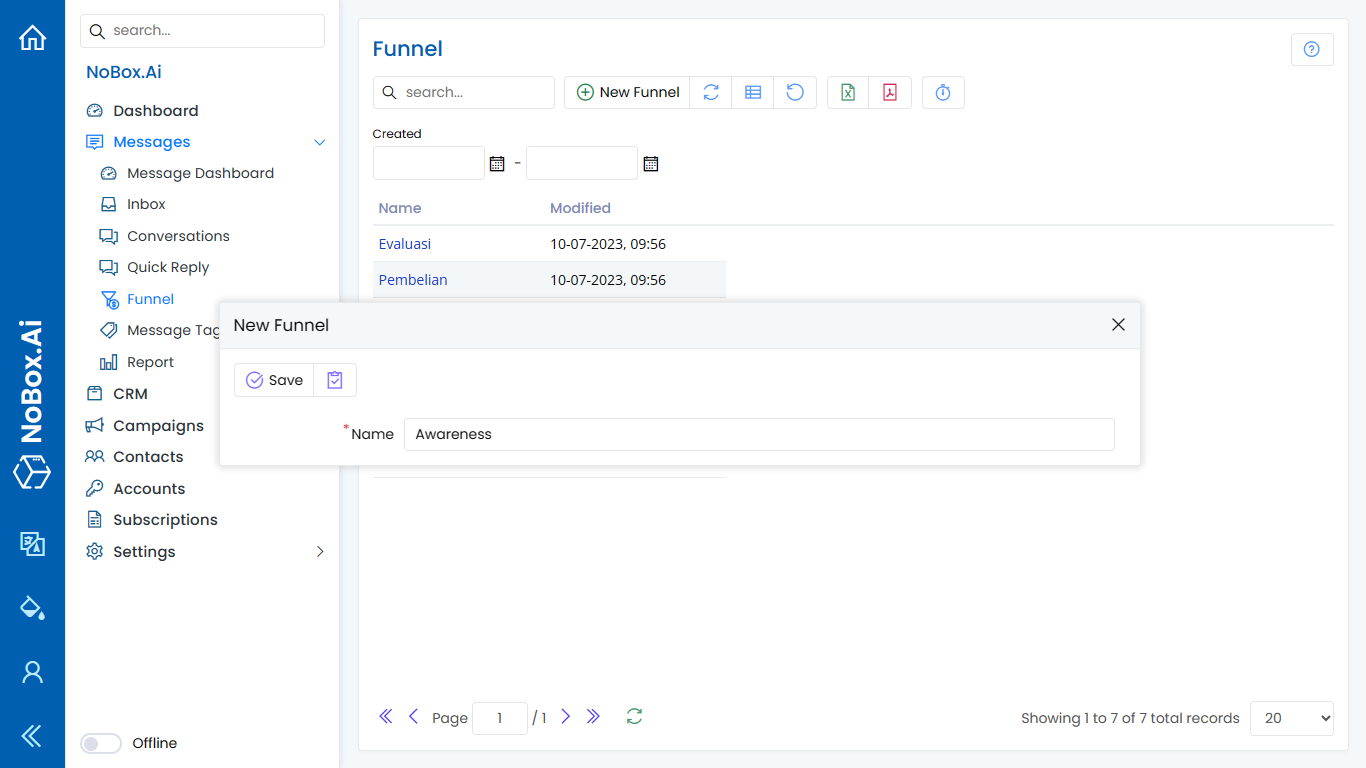 search...
NoBox.Ai
Dashboard
Messages
Message Dashboard
Inbox
Conversations
Quick Reply
Funnel
Message Tag
Report
CRM
Campaigns
Contacts
Accounts
Subscriptions
Settings
Offline
NoBox.Ai
Funnel
search...
New Funnel
Created
-
Name Modified
Evaluasi 10-07-2023, 09:56
Pembelian 10-07-2023, 09:56
New Funnel
Save
*Name Awareness
Page 1 / 1
Showing 1 to 7 of 7 total records 20